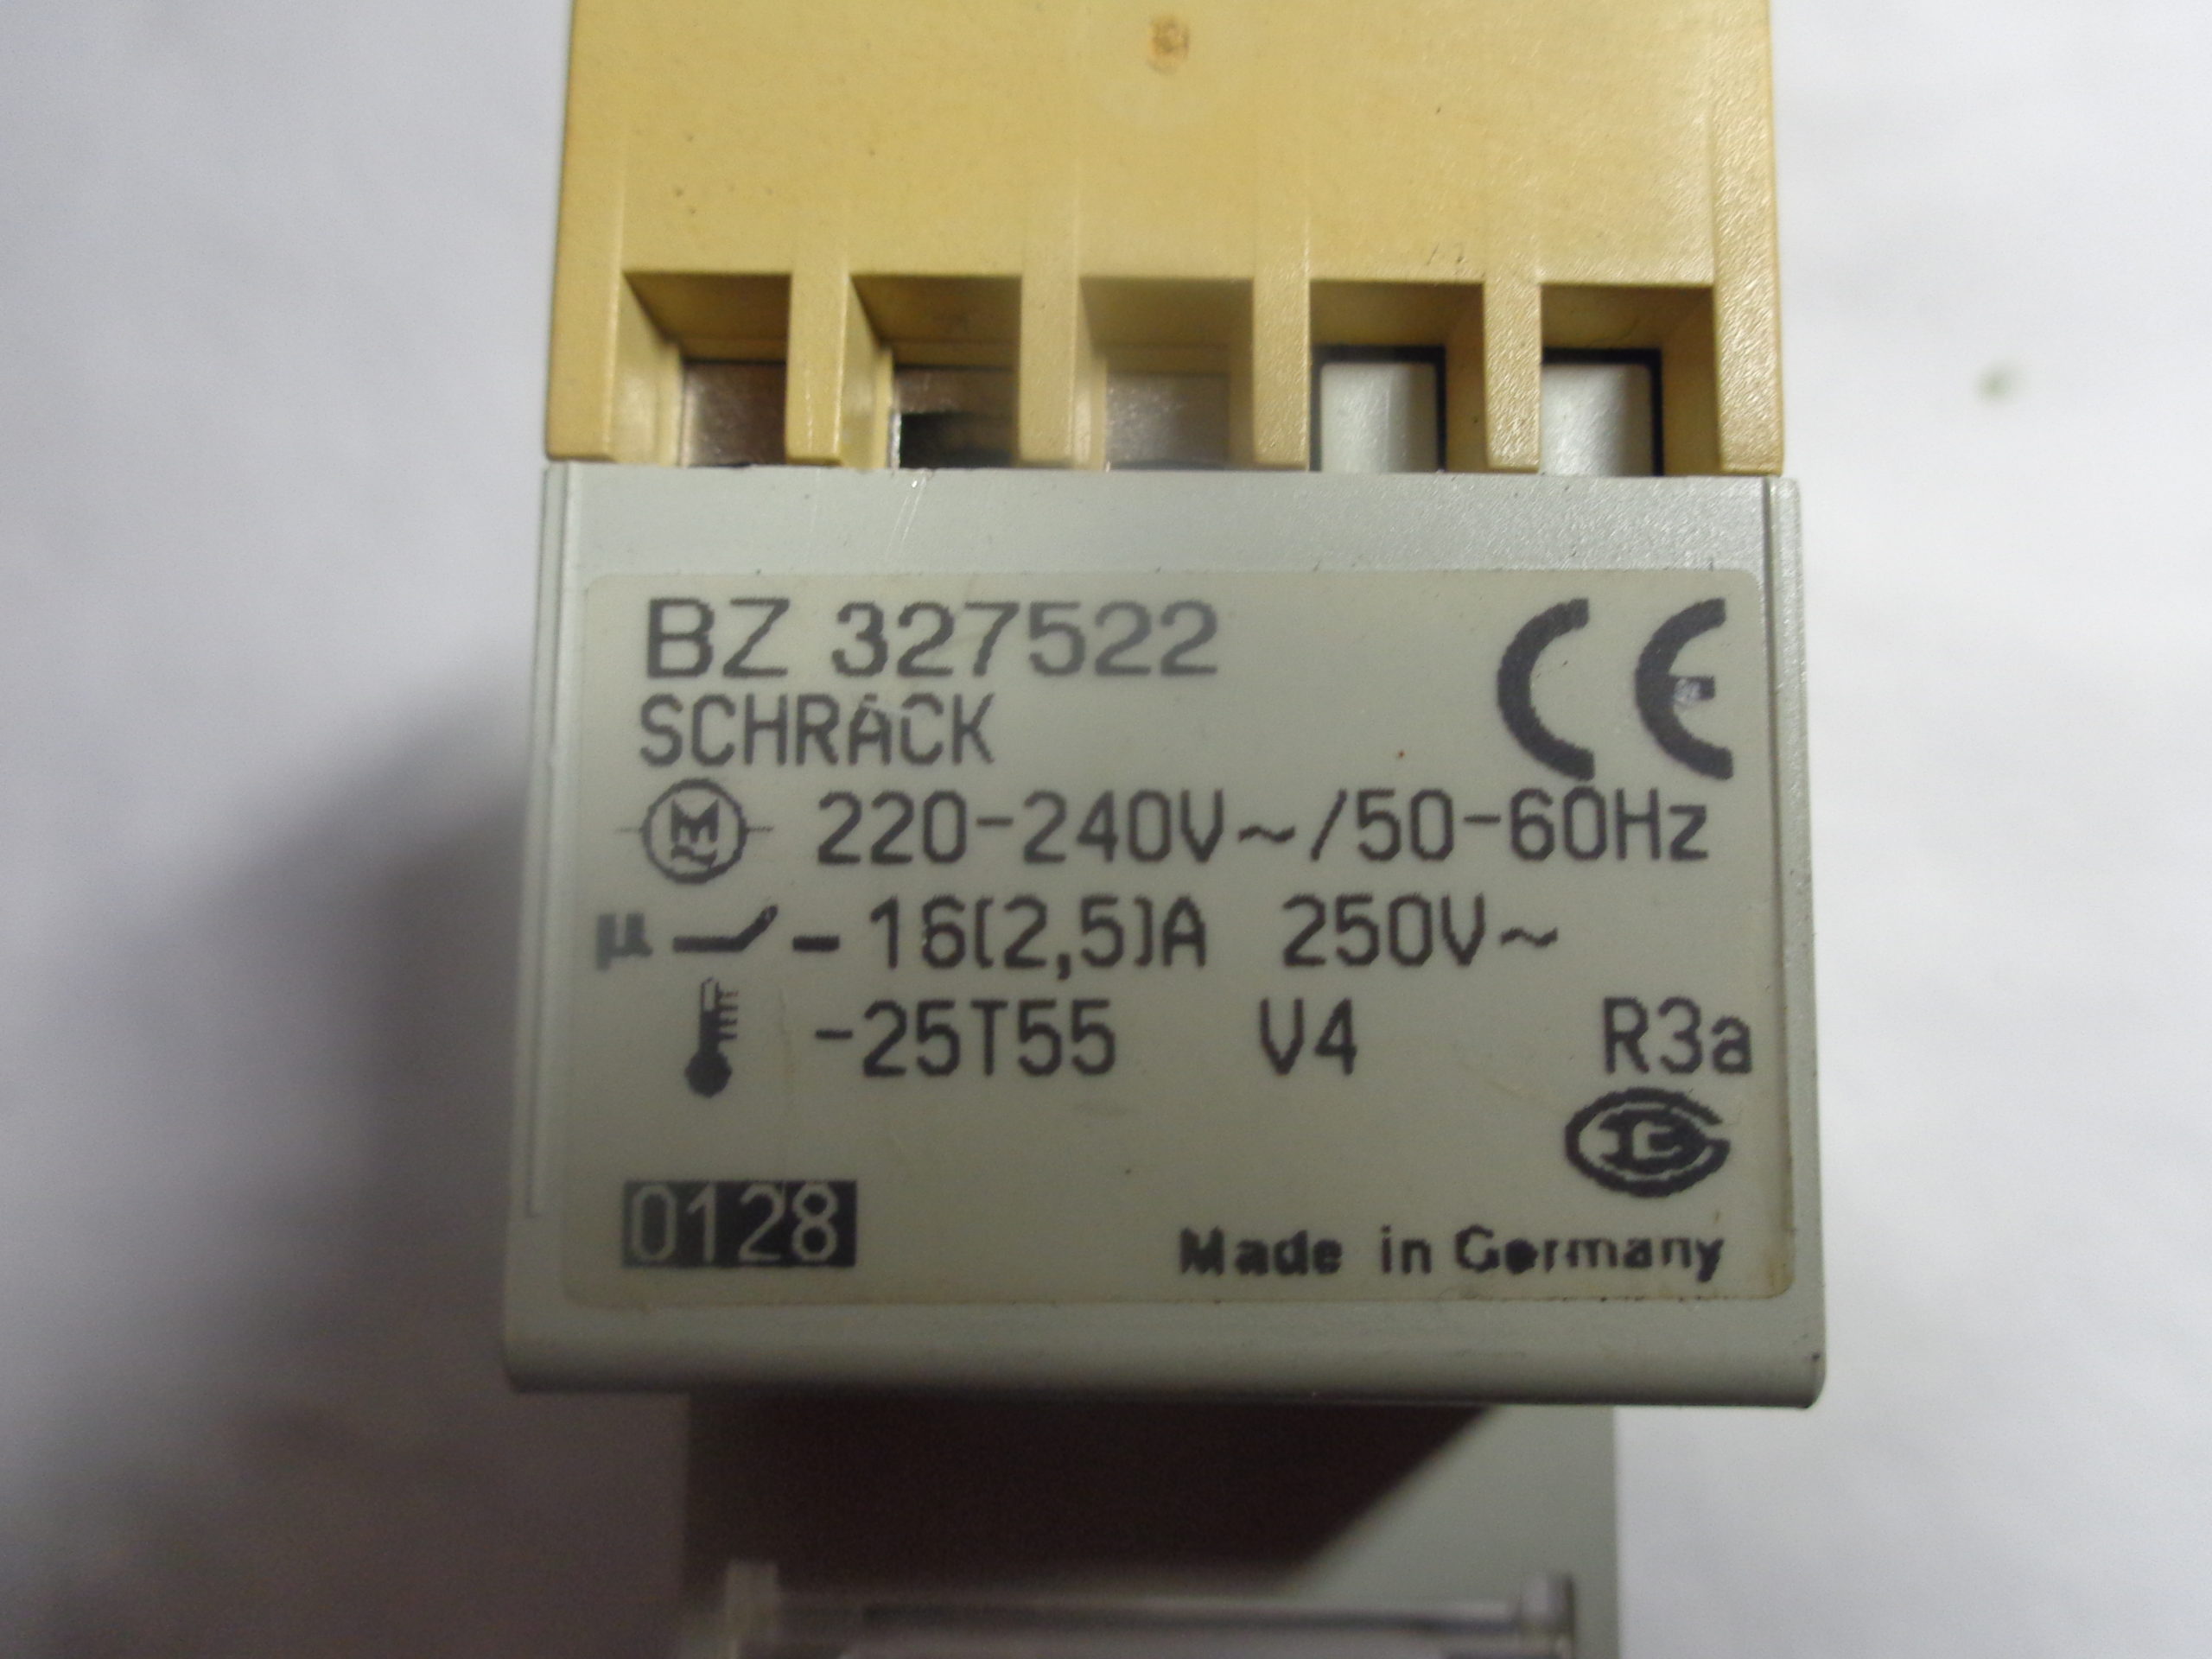 BZ 327522
CE
SCHRACK
M 220-240V~/50-60Hz
µ -16(2,5)A 250V~
-25T55 V4 R3a
0128
Made in Germany